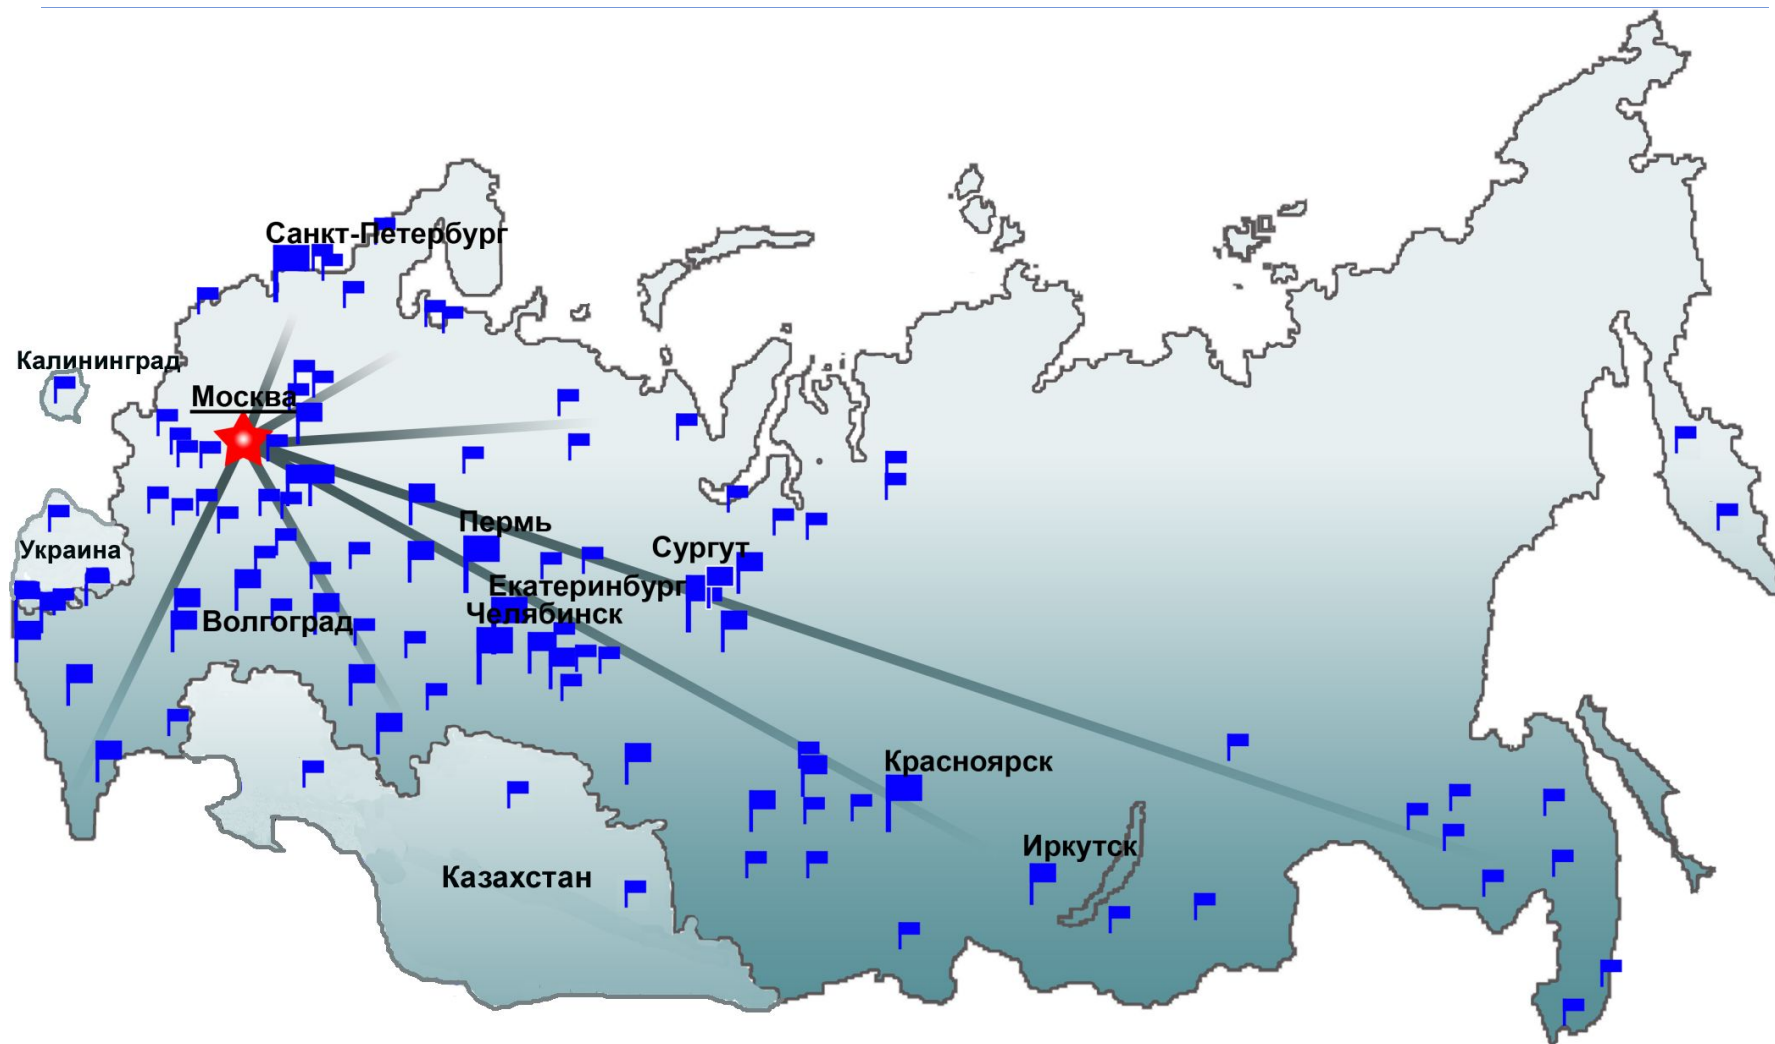 Санкт-Петербург
Калининград
Москва
Пермь
Украина
Сургут
Екатеринбург
Челябинск
Волгоград
Красноярск
Иркутск
Казахстан